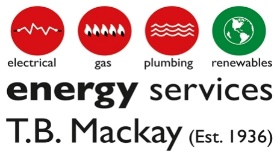 electrical gas plumbing renewables
energy services
T.B. Mackay (Est. 1936)